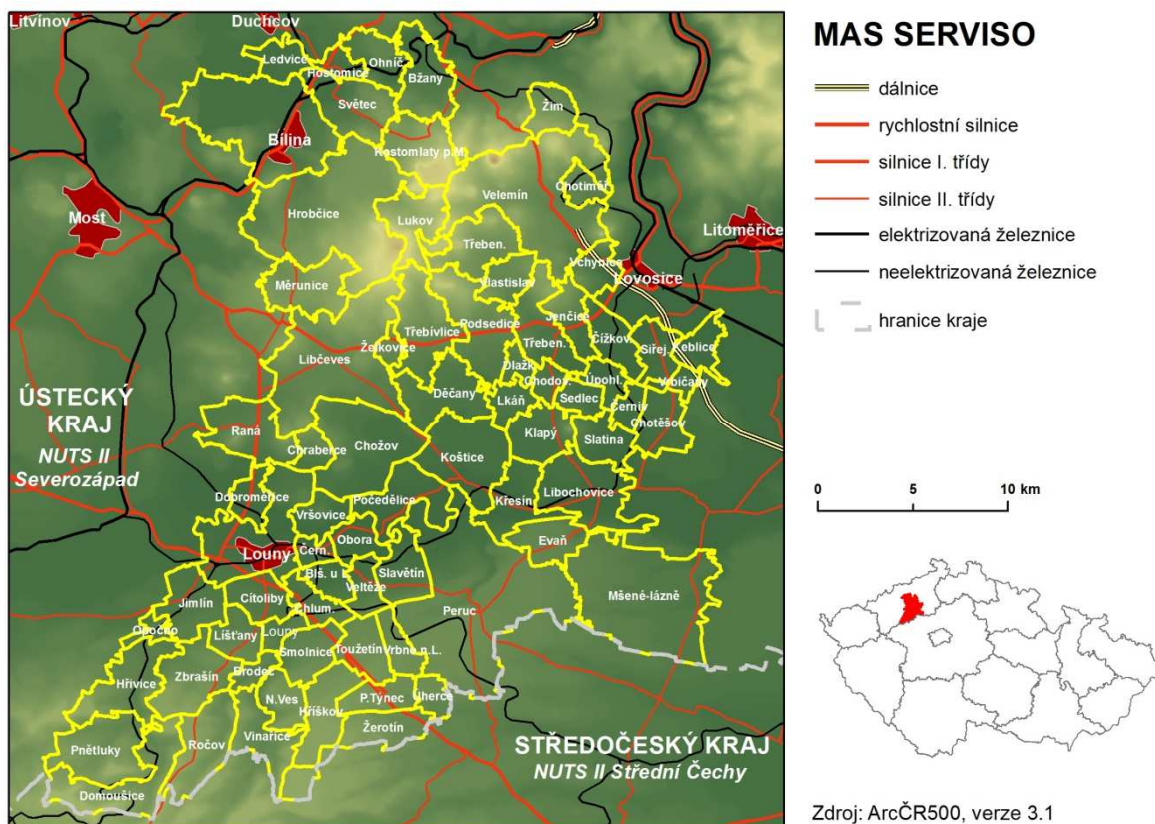 Litvínov
Duchcov
Ledvice
Ohníč
Hostomice
Bžany
Světec
Žim
Bílina
Kostomlaty p.M.
Velemín
Chotiměř
Most
Hrobčice
Lukov
Litoměřice
Třeben.
Vchynice
Lovosice
Měrunice
Vlastislav
Jenčice
Třebívlice
Podsedice
Třeben.
Čížkov.
Siřej.
Keblice
Želkovice
Libčeves
Dlažk.
Chodov.
Úpohl.
Vrbičany
Děčany
Lkáň
Sedlec
Černiv
Chotěšov
ÚSTECKÝ
KRAJ
NUTS II
Severozápad
Raná
Chraberce
Chožov
Klapý
Slatina
Koštice
Dobroměřice
Počedělice
Křesín
Libochovice
Vršovice
Obora
Evaň
Louny
Čern.
Blš. u L.
Veltěže
Slavětín
Jimlín
Cítoliby
Chlum.
Peruc
Mšené-lázně
Opočno
Líšťany
Louny
Smolnice
Toužetín
Vrbno n.L.
Hřivice
Zbrašín
Brodec
N.Ves
Kříškov
P.Týnec
Úherce
Pnětluky
Ročov
Vinařice
Žerotín
Domoušice
STŘEDOČESKÝ KRAJ
NUTS II Střední Čechy
MAS SERVISO
dálnice
rychlostní silnice
silnice I. třídy
silnice II. třídy
elektrizovaná železnice
neelektrizovaná železnice
hranice kraje
0 5 10 km
Zdroj: ArcČR500, verze 3.1